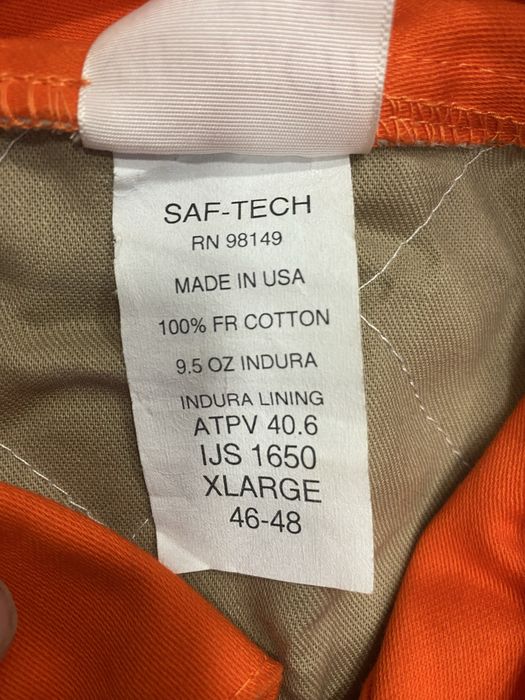 SAF-TECH
RN 98149
MADE IN USA
100% FR COTTON
9.5 OZ INDURA
INDURA LINING
ATPV 40.6
IJS 1650
XLARGE
46-48